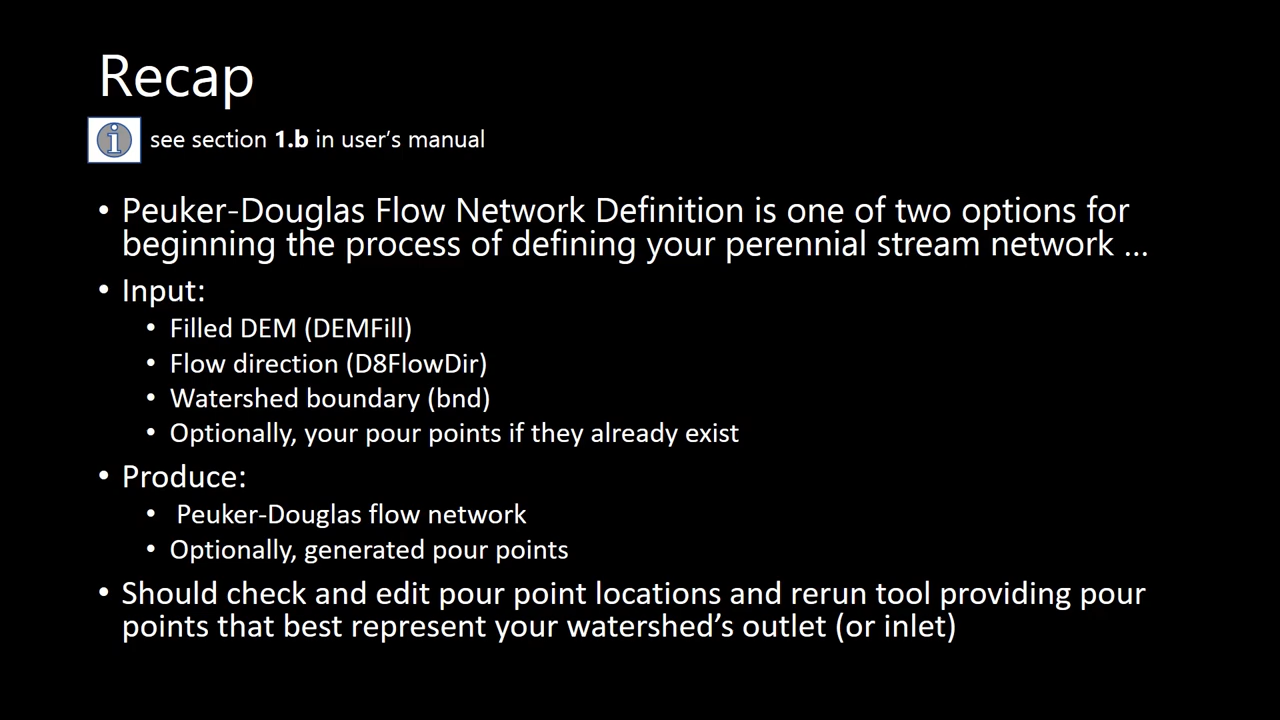 Recap
i see section 1.b in user's manual
• Peuker-Douglas Flow Network Definition is one of two options for
beginning the process of defining your perennial stream network ...
• Input:
• Filled DEM (DEMFill)
• Flow direction (D8FlowDir)
• Watershed boundary (bnd)
• Optionally, your pour points if they already exist
• Produce:
• Peuker-Douglas flow network
• Optionally, generated pour points
• Should check and edit pour point locations and rerun tool providing pour
points that best represent your watershed's outlet (or inlet)